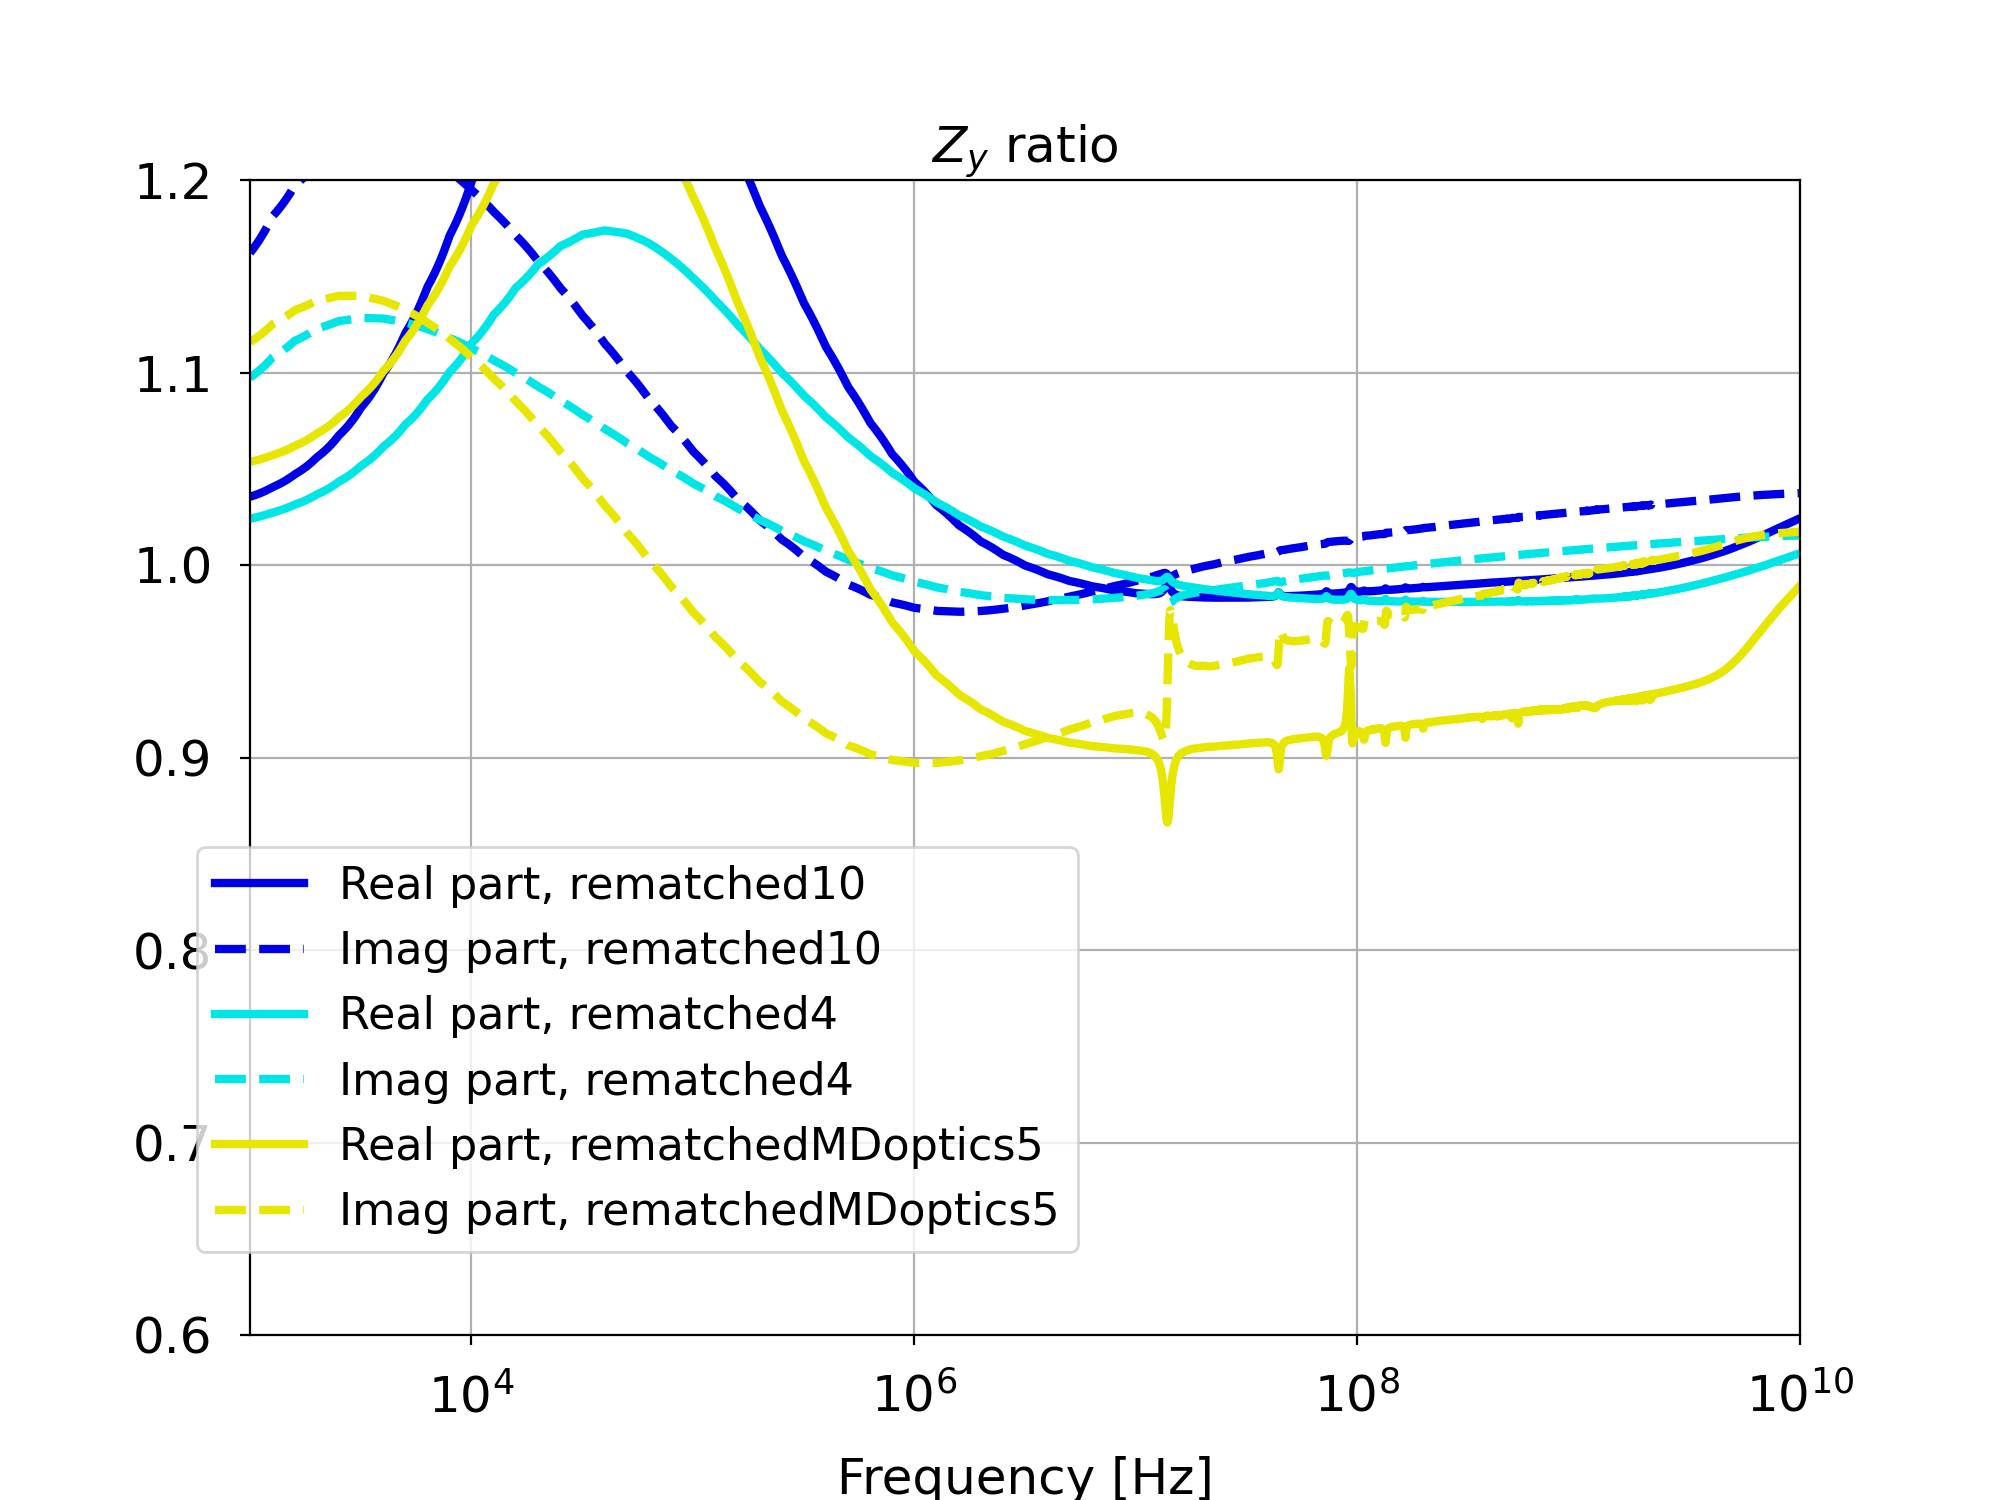 Z_y ratio
1.2
1.1
1.0
0.9
0.8
0.7
0.6
Real part, rematched10
Imag part, rematched10
Real part, rematched4
Imag part, rematched4
Real part, rematchedMDoptics5
Imag part, rematchedMDoptics5
10^4 10^6 10^8 10^10
Frequency [Hz]